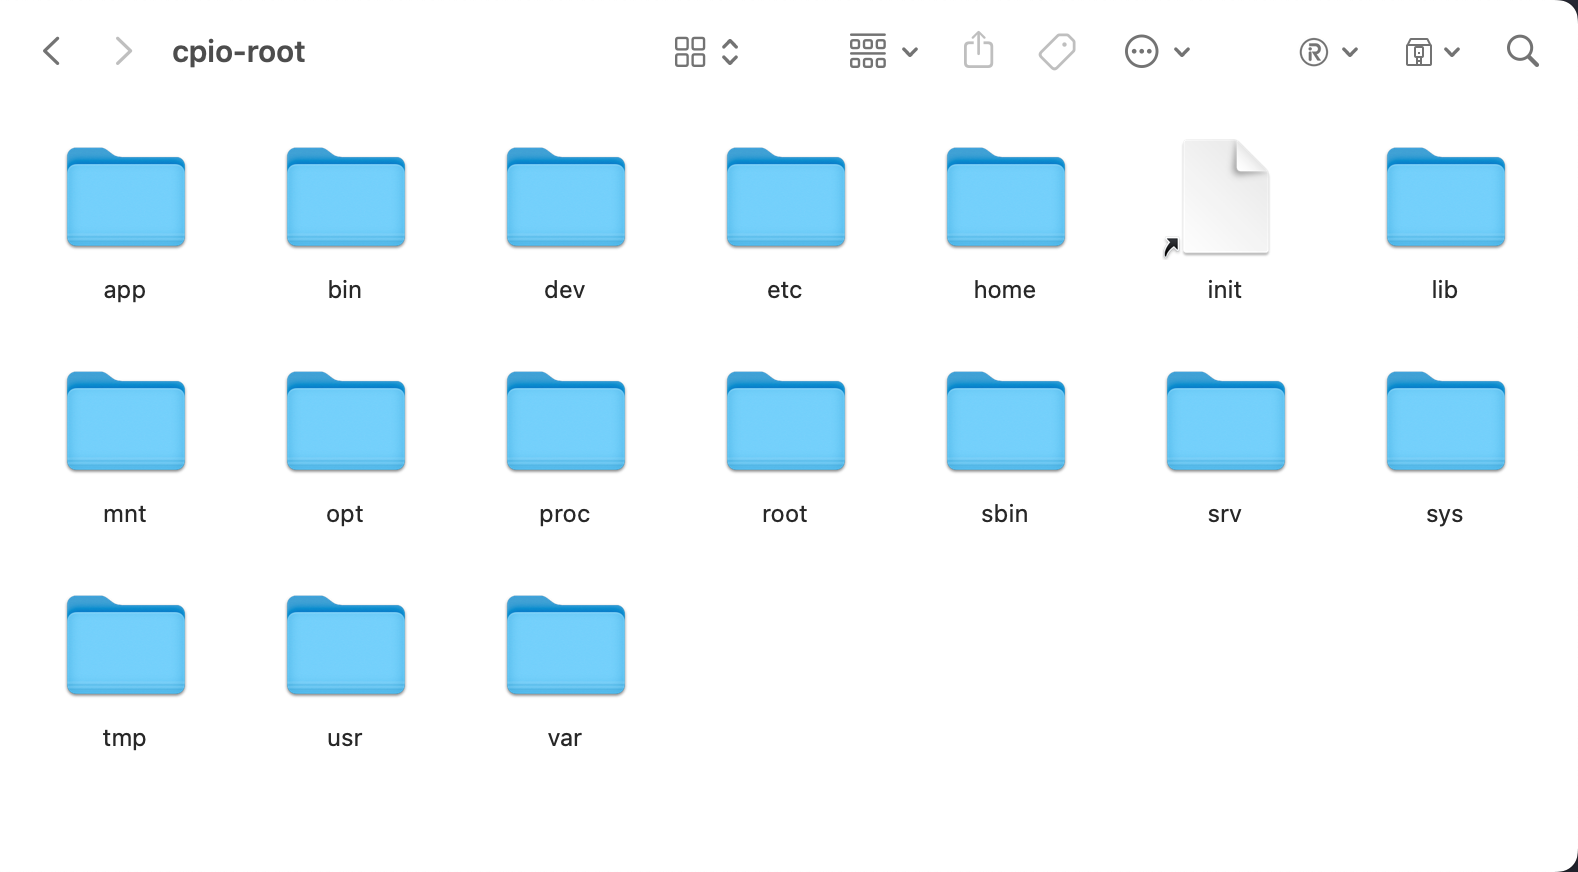 cpio-root
app bin dev etc home init lib
mnt opt proc root sbin srv sys
tmp usr var